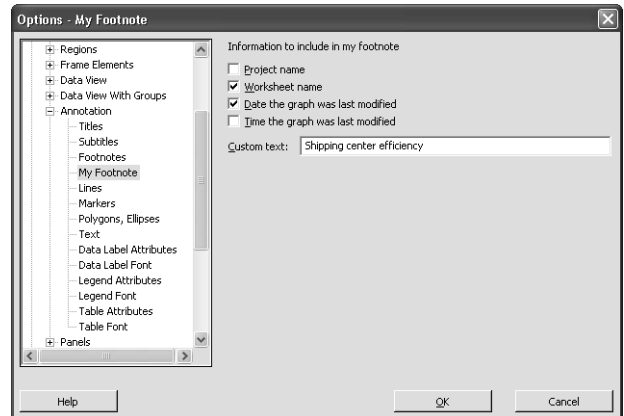 Options - My Footnote
Regions
Frame Elements
Data View
Data View With Groups
Annotation
Titles
Subtitles
Footnotes
My Footnote
Lines
Markers
Polygons, Ellipses
Text
Data Label Attributes
Data Label Font
Legend Attributes
Legend Font
Table Attributes
Table Font
Panels
Information to include in my footnote
Project name
Worksheet name
Date the graph was last modified
Time the graph was last modified
Custom text: Shipping center efficiency
Help OK Cancel